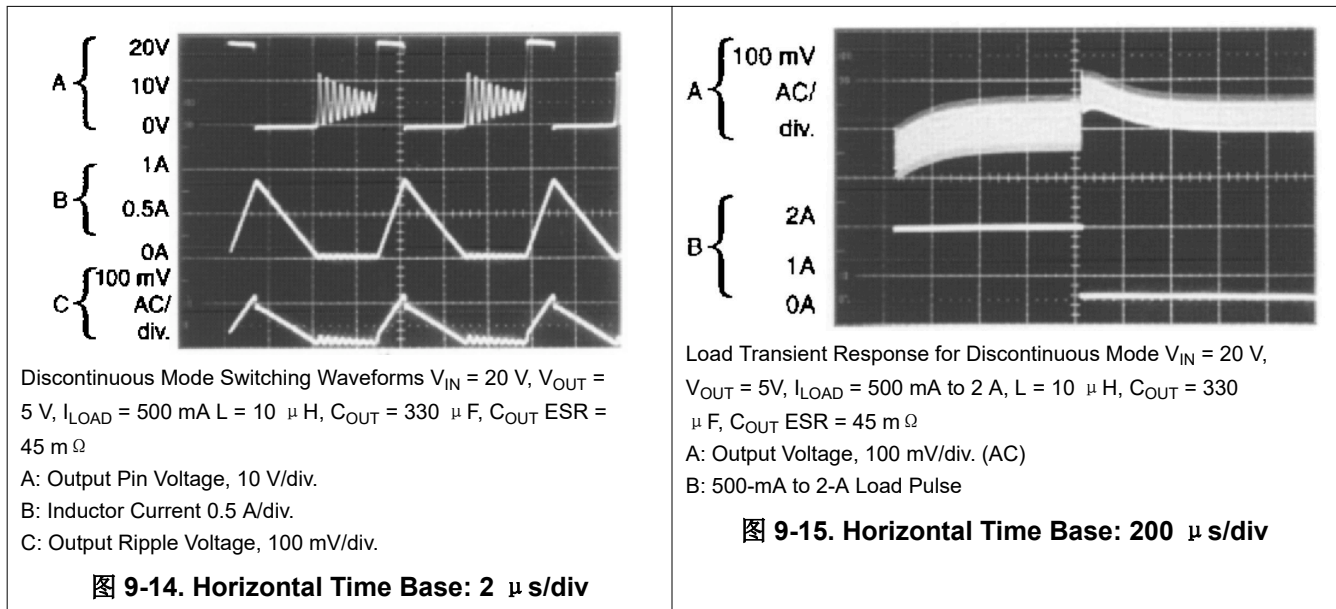 A
20V
10V
0V
B
1A
0.5A
0A
C
100 mV
AC/
div.
Discontinuous Mode Switching Waveforms V_IN = 20 V, V_OUT =
5 V, I_LOAD = 500 mA L = 10 μH, C_OUT = 330 μF, C_OUT ESR =
45 mΩ
A: Output Pin Voltage, 10 V/div.
B: Inductor Current 0.5 A/div.
C: Output Ripple Voltage, 100 mV/div.
图 9-14. Horizontal Time Base: 2 μs/div
A
100 mV
AC/
div.
B
2A
1A
0A
Load Transient Response for Discontinuous Mode V_IN = 20 V,
V_OUT = 5V, I_LOAD = 500 mA to 2 A, L = 10 μH, C_OUT = 330
μF, C_OUT ESR = 45 mΩ
A: Output Voltage, 100 mV/div. (AC)
B: 500-mA to 2-A Load Pulse
图 9-15. Horizontal Time Base: 200 μs/div